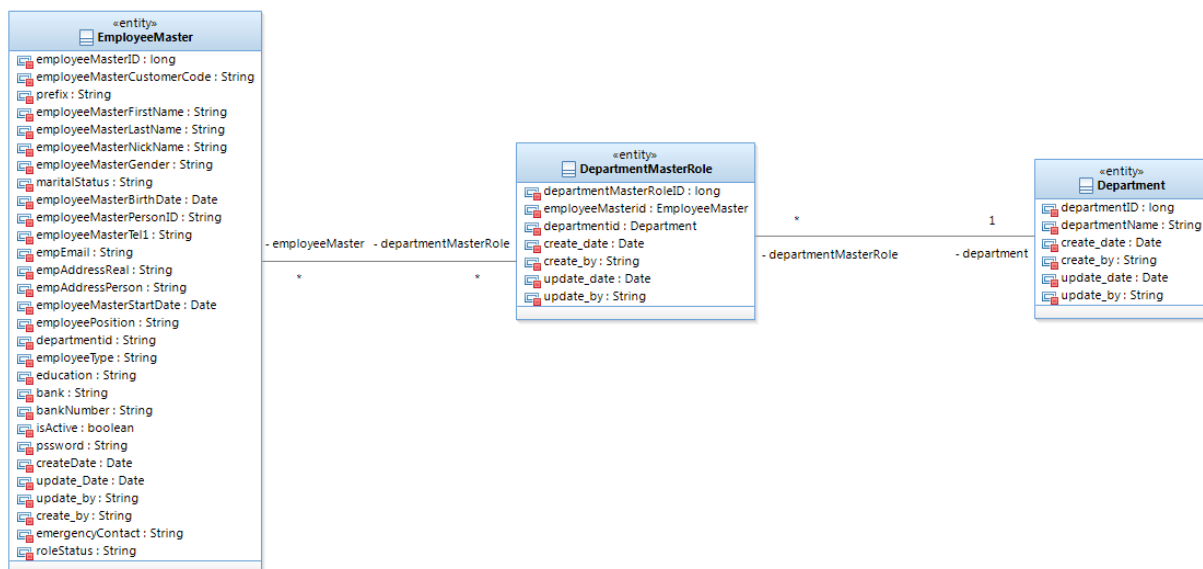 «entity»
EmployeeMaster
employeeMasterID : long
employeeMasterCustomerCode : String
prefix : String
employeeMasterFirstName : String
employeeMasterLastName : String
employeeMasterNickName : String
employeeMasterGender : String
maritalStatus : String
employeeMasterBirthDate : Date
employeeMasterPersonID : String
employeeMasterTel1 : String
empEmail : String
empAddressReal : String
empAddressPerson : String
employeeMasterStartDate : Date
employeePosition : String
departmentid : String
employeeType : String
education : String
bank : String
bankNumber : String
isActive : boolean
pssword : String
createDate : Date
update_Date : Date
update_by : String
create_by : String
emergencyContact : String
roleStatus : String
- employeeMaster
- departmentMasterRole
*
*
«entity»
DepartmentMasterRole
departmentMasterRoleID : long
employeeMasterid : EmployeeMaster
departmentid : Department
create_date : Date
create_by : String
update_date : Date
update_by : String
*
1
- departmentMasterRole
- department
«entity»
Department
departmentID : long
departmentName : String
create_date : Date
create_by : String
update_date : Date
update_by : String